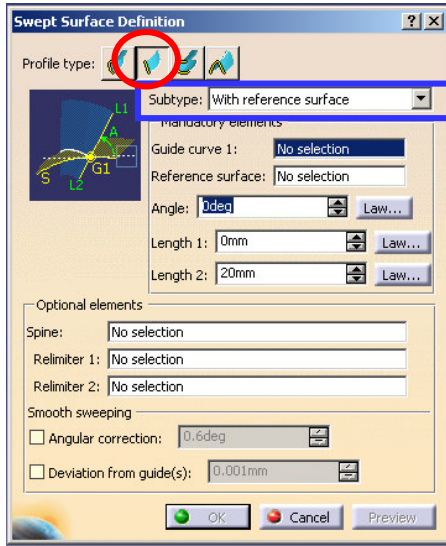 Swept Surface Definition
Profile type:
Subtype: With reference surface
Mandatory elements
L1
A
G1
S
L2
Guide curve 1: No selection
Reference surface: No selection
Angle: 0deg Law...
Length 1: 0mm Law...
Length 2: 20mm Law...
Optional elements
Spine: No selection
Relimiter 1: No selection
Relimiter 2: No selection
Smooth sweeping
Angular correction: 0.6deg
Deviation from guide(s): 0.001mm
OK Cancel Preview